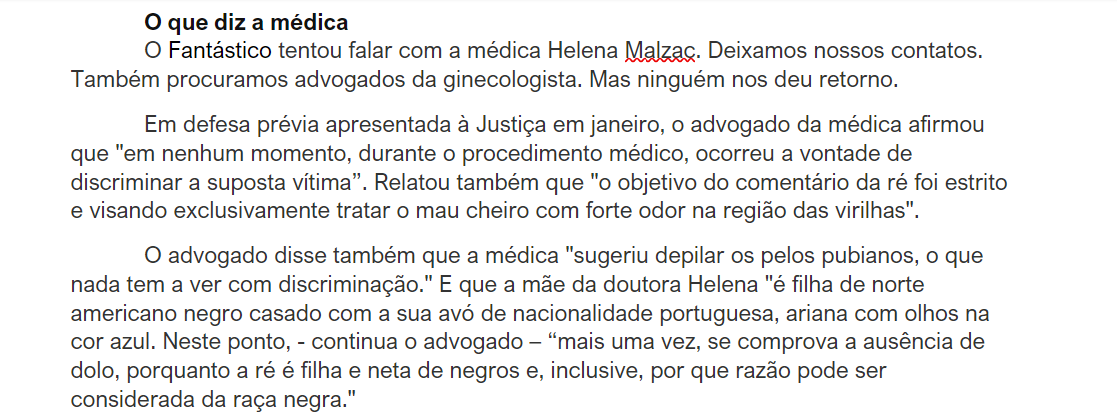 O que diz a médica
O Fantástico tentou falar com a médica Helena Malzac. Deixamos nossos contatos.
Também procuramos advogados da ginecologista. Mas ninguém nos deu retorno.
Em defesa prévia apresentada à Justiça em janeiro, o advogado da médica afirmou
que "em nenhum momento, durante o procedimento médico, ocorreu a vontade de
discriminar a suposta vítima”. Relatou também que "o objetivo do comentário da ré foi estrito
e visando exclusivamente tratar o mau cheiro com forte odor na região das virilhas".
O advogado disse também que a médica "sugeriu depilar os pelos pubianos, o que
nada tem a ver com discriminação." E que a mãe da doutora Helena "é filha de norte
americano negro casado com a sua avó de nacionalidade portuguesa, ariana com olhos na
cor azul. Neste ponto, - continua o advogado – “mais uma vez, se comprova a ausência de
dolo, porquanto a ré é filha e neta de negros e, inclusive, por que razão pode ser
considerada da raça negra."